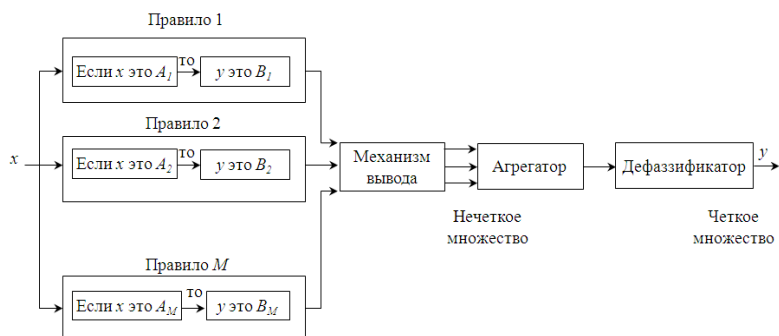 Правило 1
Если x это A1 то y это B1
Правило 2
x
Если x это A2 то y это B2
Механизм
вывода
Агрегатор
Дефаззификатор
y
Нечеткое
множество
Четкое
множество
Правило M
Если x это AM то y это BM